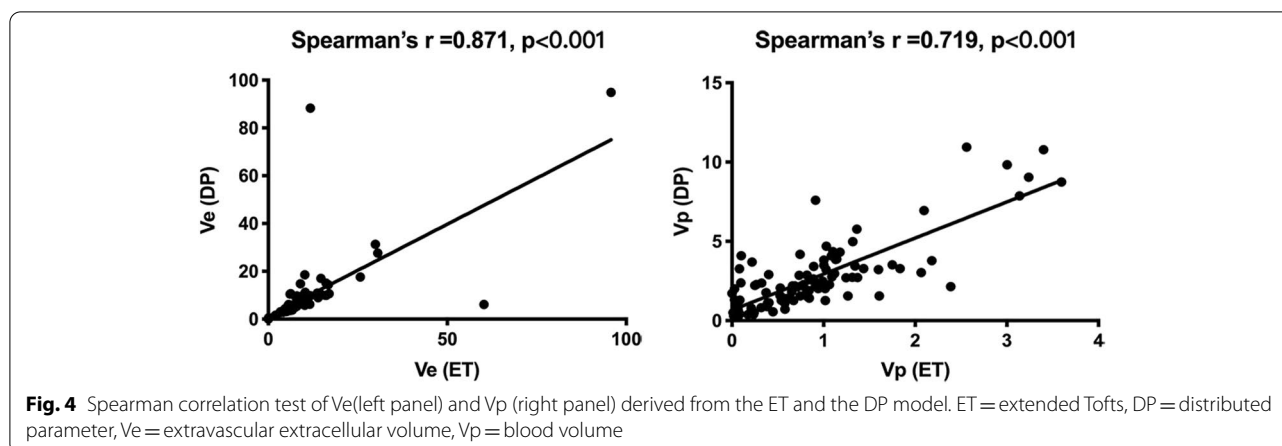 Spearman's r =0.871, p<0.001
100
80
60
40
20
0
Ve (DP)
0
50
100
Ve (ET)
Spearman's r =0.719, p<0.001
15
10
5
0
Vp (DP)
0
1
2
3
4
Vp (ET)
Fig. 4 Spearman correlation test of Ve(left panel) and Vp (right panel) derived from the ET and the DP model. ET = extended Tofts, DP = distributed
parameter, Ve = extravascular extracellular volume, Vp = blood volume